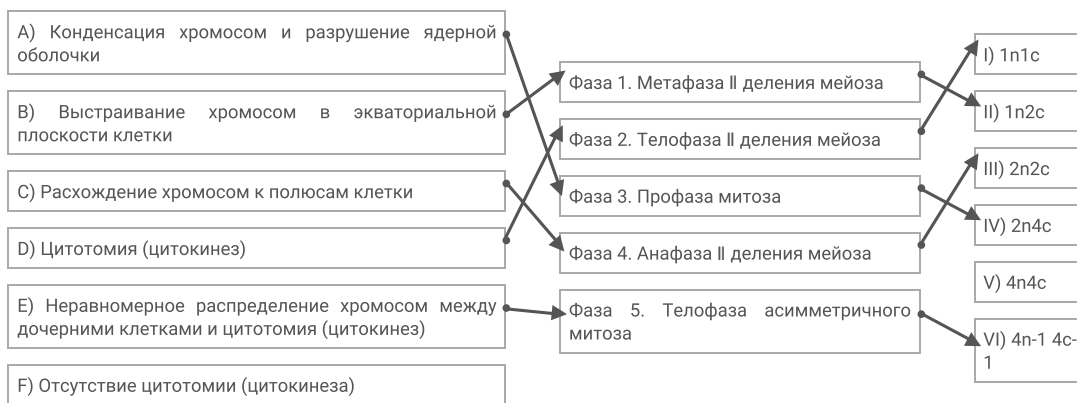 A) Конденсация хромосом и разрушение ядерной
оболочки
B) Выстраивание хромосом в экваториальной
плоскости клетки
C) Расхождение хромосом к полюсам клетки
D) Цитотомия (цитокинез)
E) Неравномерное распределение хромосом между
дочерними клетками и цитотомия (цитокинез)
F) Отсутствие цитотомии (цитокинеза)
Фаза 1. Метафаза II деления мейоза
Фаза 2. Телофаза II деления мейоза
Фаза 3. Профаза митоза
Фаза 4. Анафаза II деления мейоза
Фаза 5. Телофаза асимметричного
митоза
I) 1n1c
II) 1n2c
III) 2n2c
IV) 2n4c
V) 4n4c
VI) 4n-1 4c-
1